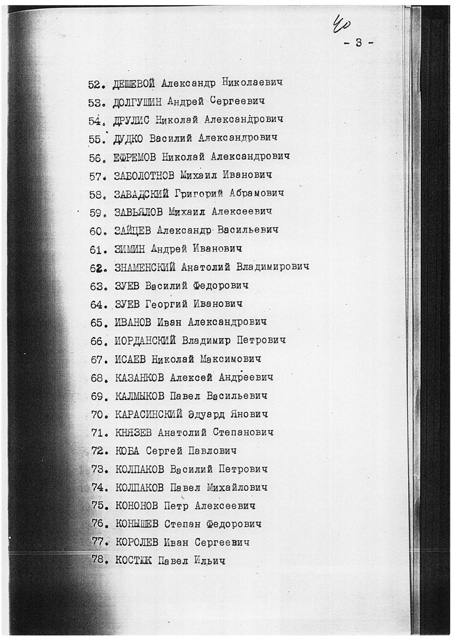 40
- 3 -
52. ДЕШЕВОЙ Александр Николаевич
53. ДОЛГУШИН Андрей Сергеевич
54. ДРУЛИС Николай Александрович
55. ДУДКО Василий Александрович
56. ЕФРЕМОВ Николай Александрович
57. ЗАБОЛОТНОВ Михаил Иванович
58. ЗАВАДСКИЙ Григорий Абрамович
59. ЗАВЬЯЛОВ Михаил Алексеевич
60. ЗАЙЦЕВ Александр Васильевич
61. ЗИМИН Андрей Иванович
62. ЗНАМЕНСКИЙ Анатолий Владимирович
63. ЗУЕВ Василий Федорович
64. ЗУЕВ Георгий Иванович
65. ИВАНОВ Иван Александрович
66. ИОРДАНСКИЙ Владимир Петрович
67. ИСАЕВ Николай Максимович
68. КАЗАНКОВ Алексей Андреевич
69. КАЛМЫКОВ Павел Васильевич
70. КАРАСИНСКИЙ Эдуард Янович
71. КНЯЗЕВ Анатолий Степанович
72. КОБА Сергей Павлович
73. КОЛПАКОВ Василий Петрович
74. КОЛПАКОВ Павел Михайлович
75. КОНОНОВ Петр Алексеевич
76. КОНЫШЕВ Степан Федорович
77. КОРОЛЕВ Иван Сергеевич
78. КОСТЮК Павел Ильич